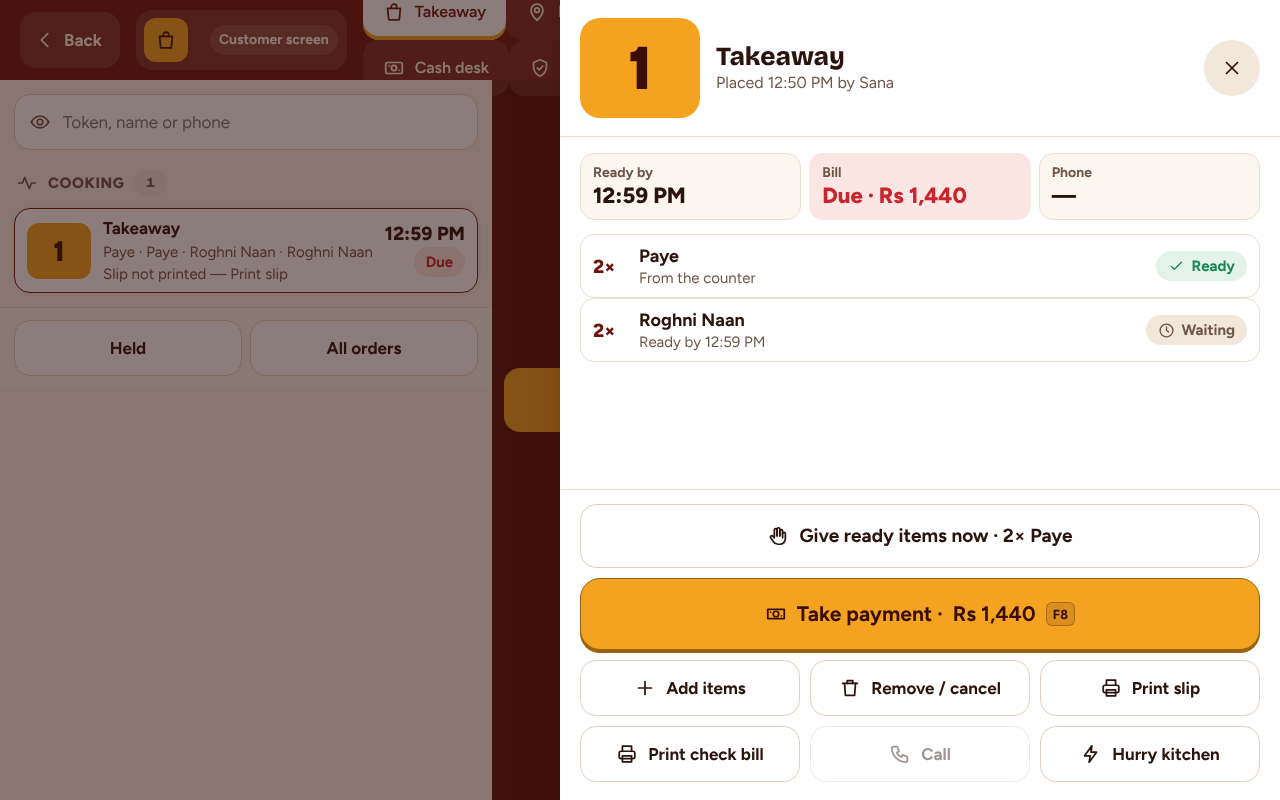 Back
Customer screen
Takeaway
Cash desk
Token, name or phone
COOKING 1
1
Takeaway
12:59 PM
Paye · Paye · Roghni Naan · Roghni Naan
Due
Slip not printed — Print slip
Held
All orders
1
Takeaway
Placed 12:50 PM by Sana
Ready by
12:59 PM
Bill
Due · Rs 1,440
Phone
—
2× Paye
From the counter
Ready
2× Roghni Naan
Ready by 12:59 PM
Waiting
Give ready items now · 2× Paye
Take payment · Rs 1,440 F8
Add items
Remove / cancel
Print slip
Print check bill
Call
Hurry kitchen